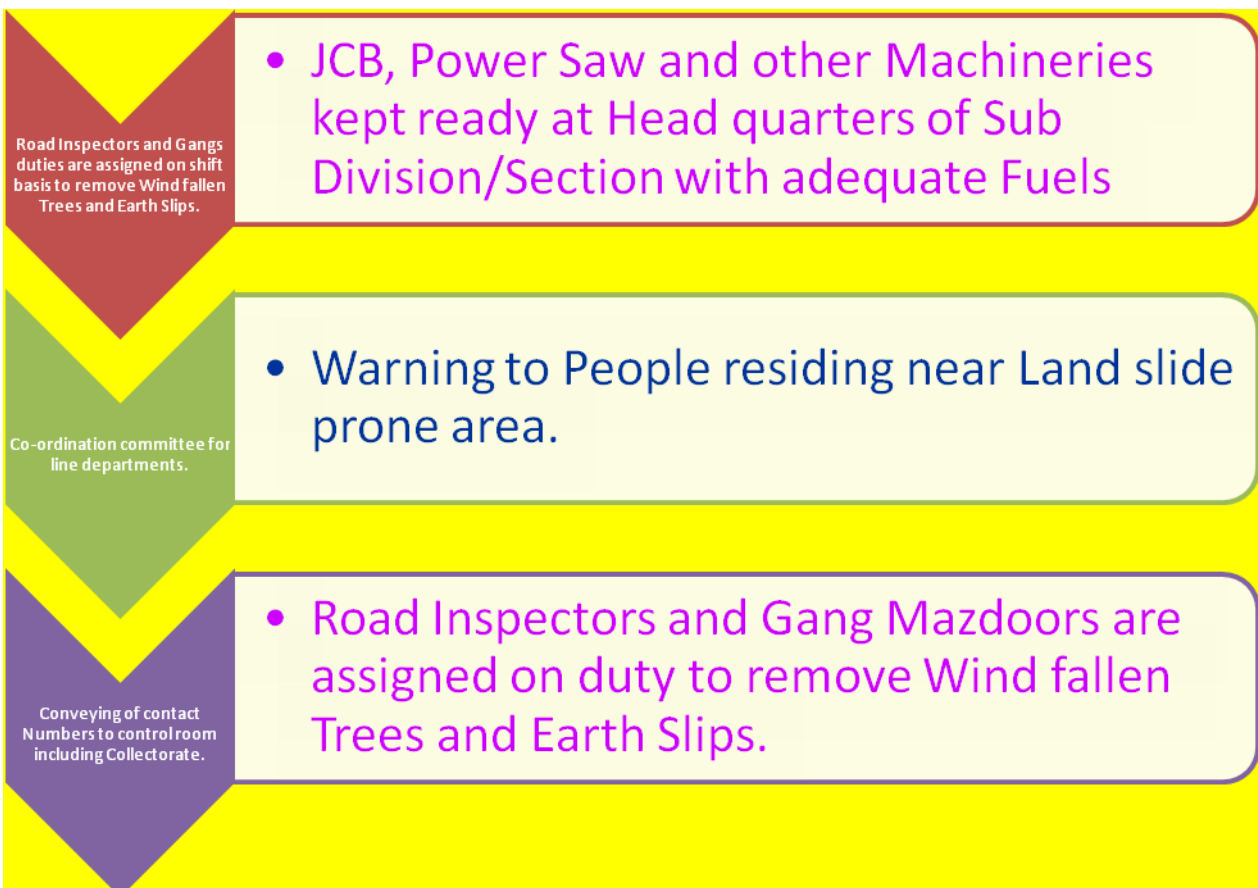 Road Inspectors and Gangs
duties are assigned on shift
basis to remove Wind fallen
Trees and Earth Slips.
• JCB, Power Saw and other Machineries
kept ready at Head quarters of Sub
Division/Section with adequate Fuels
Co-ordination committee for
line departments.
• Warning to People residing near Land slide
prone area.
Conveying of contact
Numbers to control room
including Collectorate.
• Road Inspectors and Gang Mazdoors are
assigned on duty to remove Wind fallen
Trees and Earth Slips.